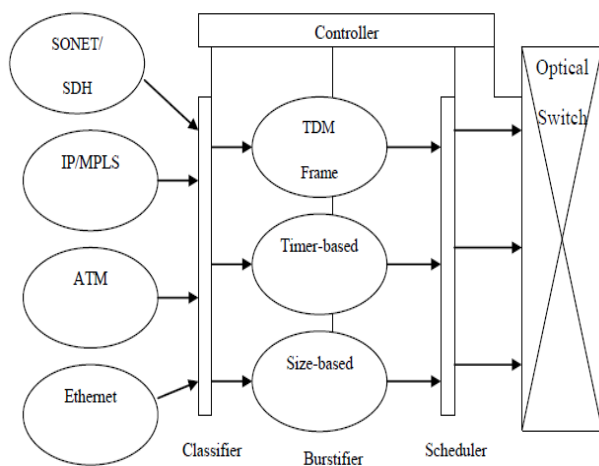 SONET/
SDH
Controller
Optical
Switch
TDM
Frame
IP/MPLS
Timer-based
ATM
Size-based
Ethernet
Classifier
Burstifier
Scheduler